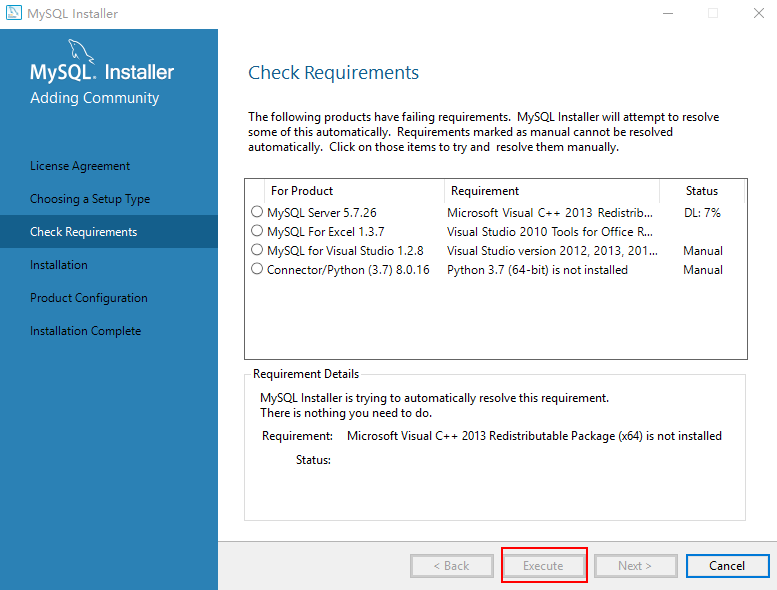 MySQL Installer
MySQL. Installer
Adding Community
License Agreement
Choosing a Setup Type
Check Requirements
Installation
Product Configuration
Installation Complete
Check Requirements
The following products have failing requirements. MySQL Installer will attempt to resolve
some of this automatically. Requirements marked as manual cannot be resolved
automatically. Click on those items to try and resolve them manually.
For Product Requirement Status
MySQL Server 5.7.26 Microsoft Visual C++ 2013 Redistrib... DL: 7%
MySQL For Excel 1.3.7 Visual Studio 2010 Tools for Office R...
MySQL for Visual Studio 1.2.8 Visual Studio version 2012, 2013, 201... Manual
Connector/Python (3.7) 8.0.16 Python 3.7 (64-bit) is not installed Manual
Requirement Details
MySQL Installer is trying to automatically resolve this requirement.
There is nothing you need to do.
Requirement: Microsoft Visual C++ 2013 Redistributable Package (x64) is not installed
Status:
< Back Execute Next > Cancel